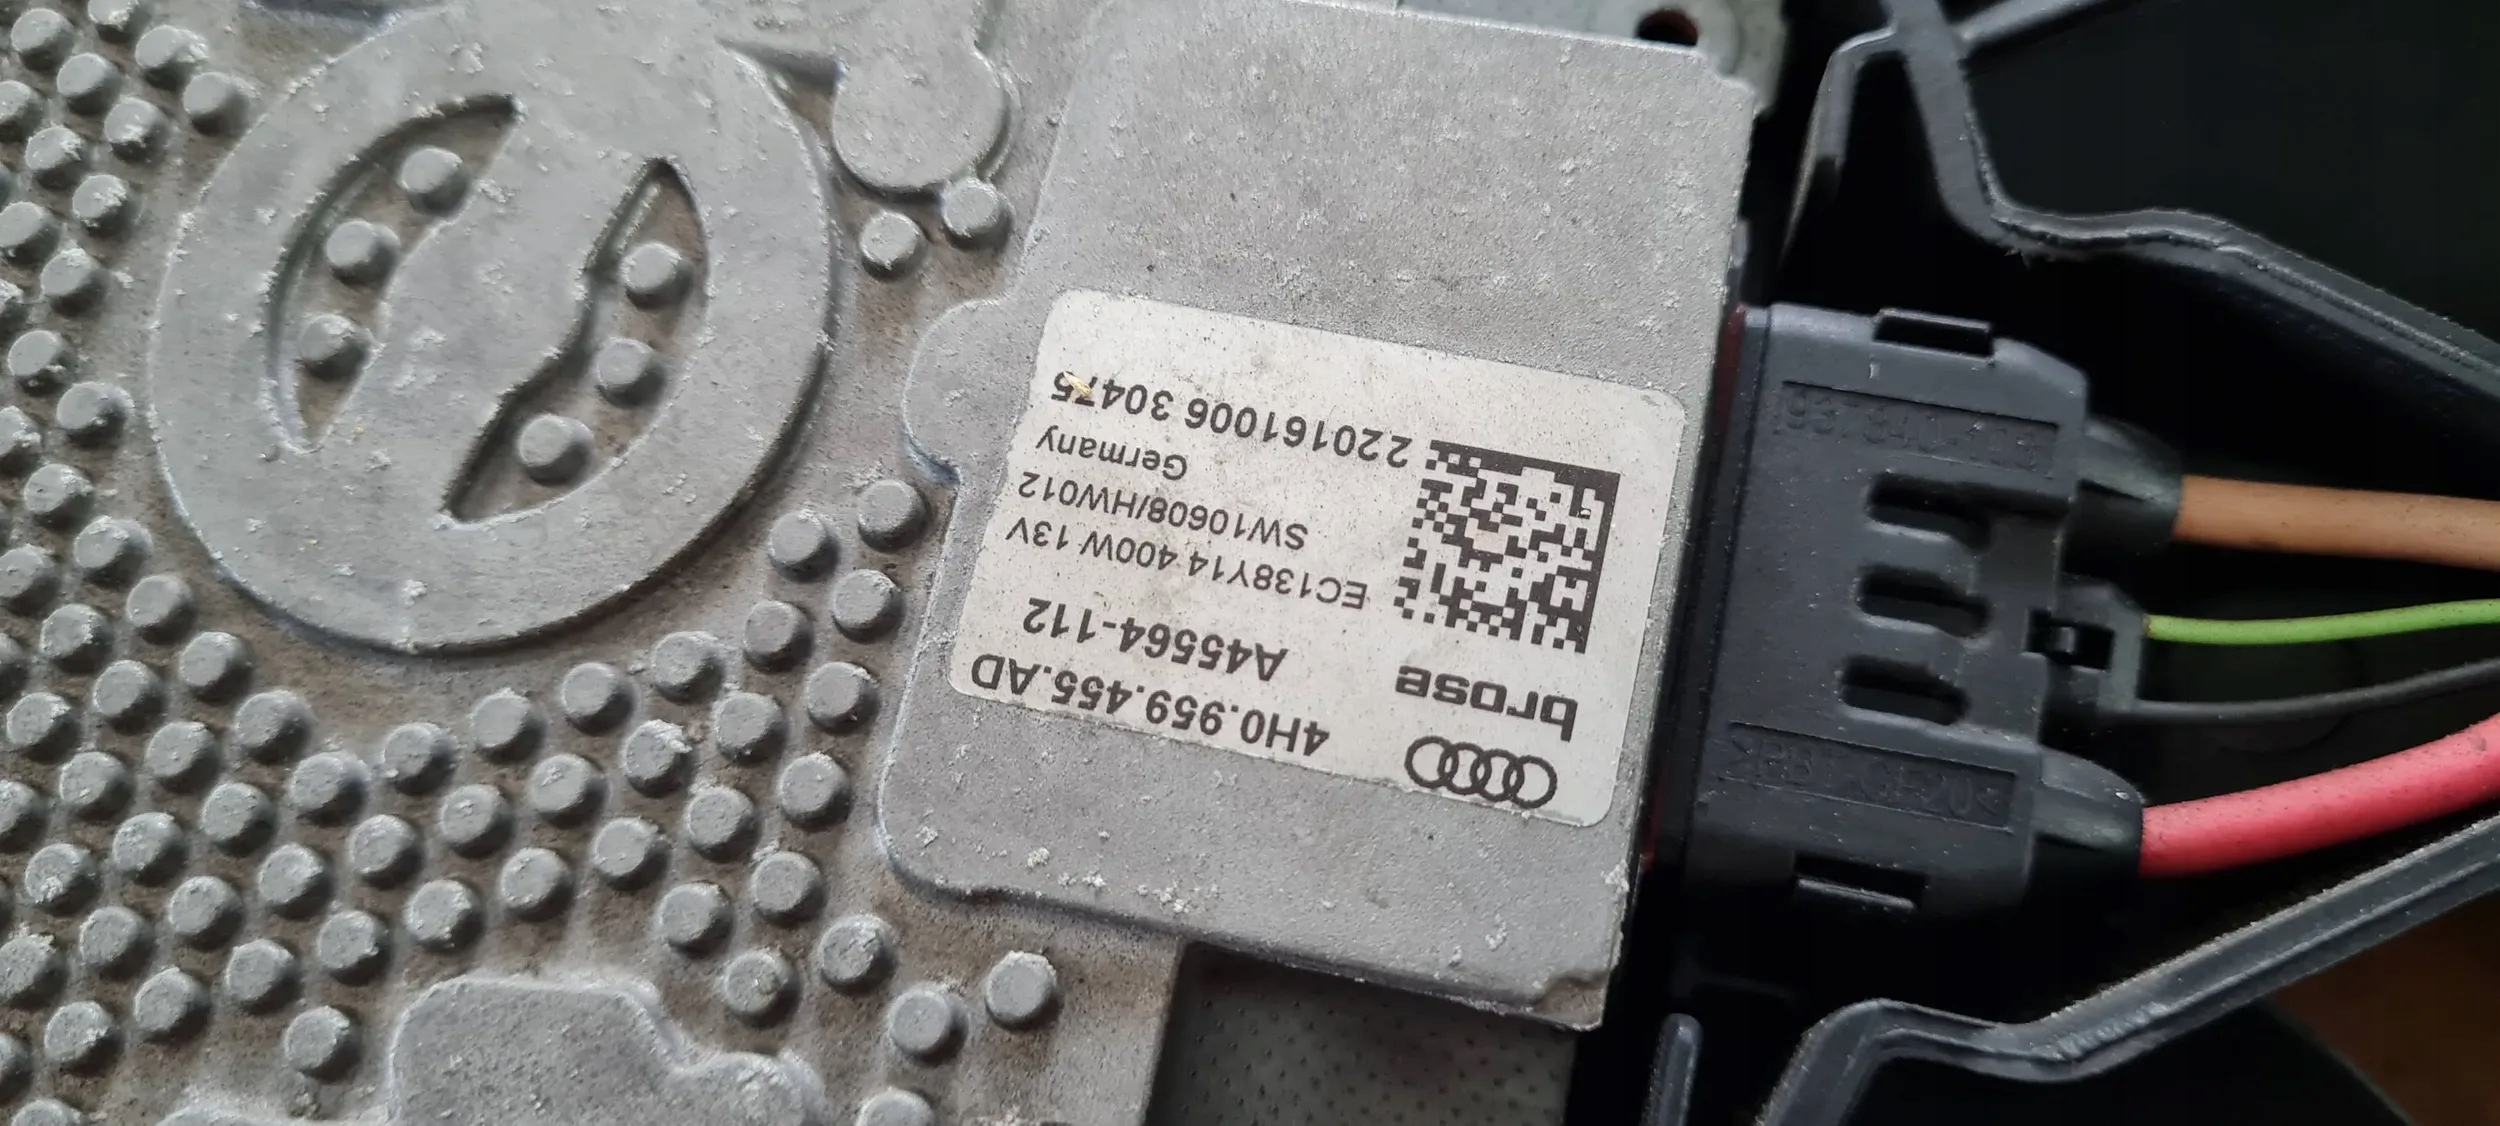 4H0.959.455.AD
brose
A45564-112
EC138Y14 400W 13V
SW10608/HW012
Germany
220161006 30475